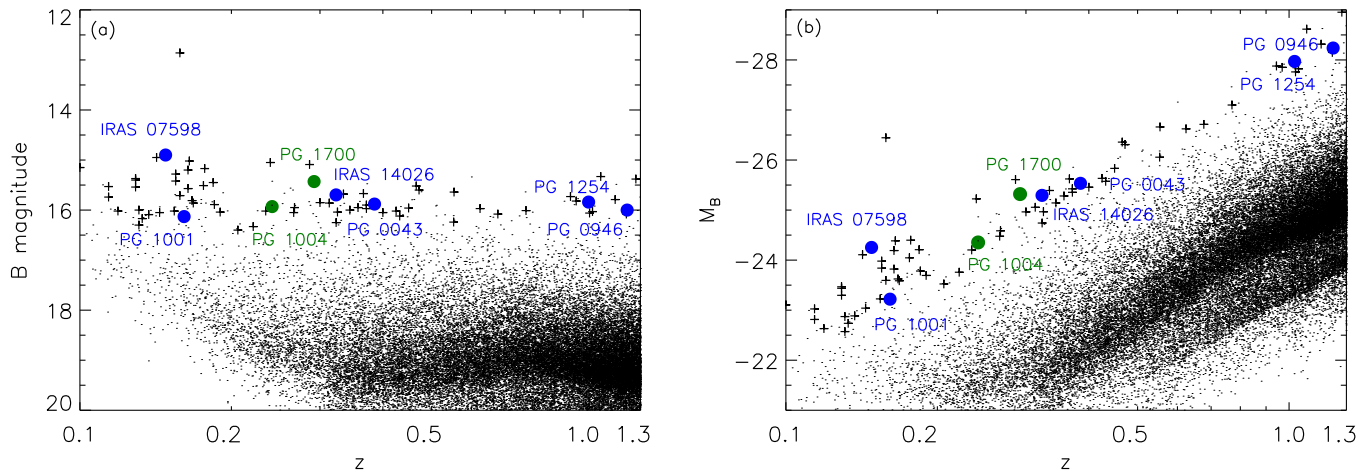 (a)
12
14
16
18
20
B magnitude
IRAS 07598
PG 1700
IRAS 14026
PG 1254
PG 1001
PG 1004
PG 0043
PG 0946
0.1
0.2
0.5
1.0
1.3
z
(b)
-28
-26
-24
-22
M_B
PG 0946
PG 1254
PG 1700
PG 0043
IRAS 07598
IRAS 14026
PG 1004
PG 1001
0.1
0.2
0.5
1.0
1.3
z